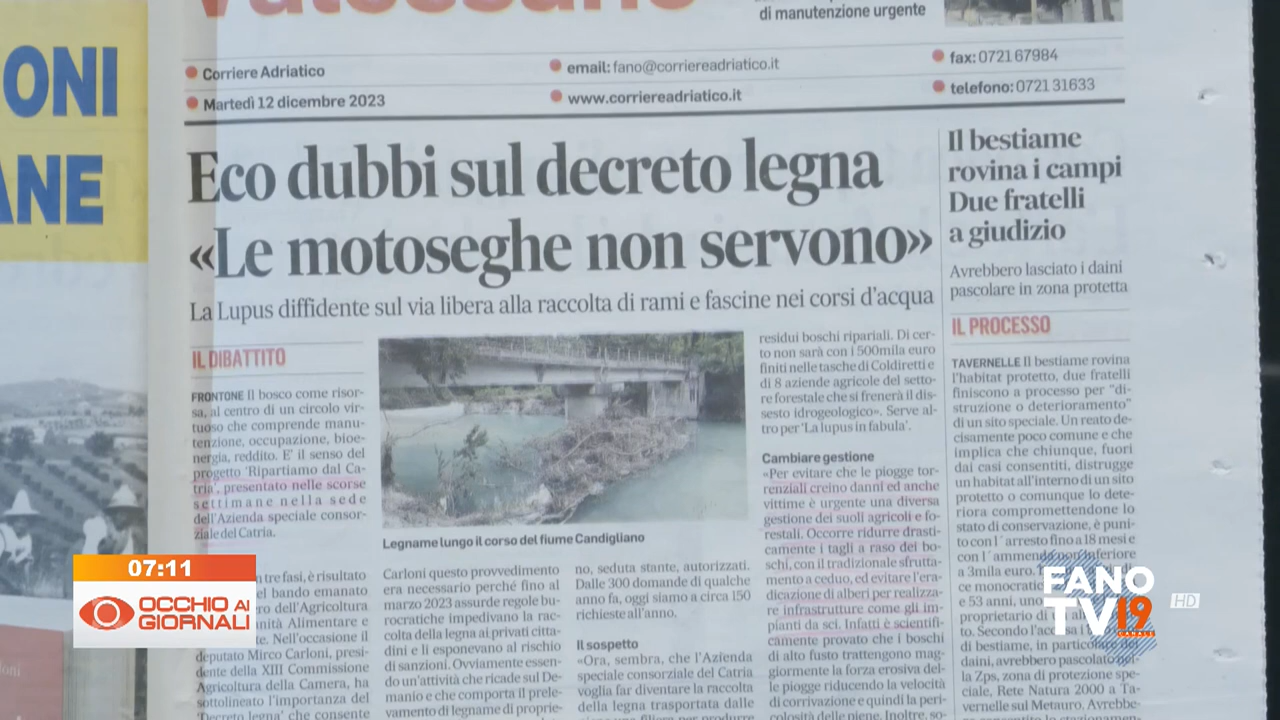 di manutenzione urgente
ONI
ANE
Corriere Adriatico
email: fano@corriereadriatico.it
fax: 0721 67984
Martedì 12 dicembre 2023
www.corriereadriatico.it
telefono: 0721 31633
Eco dubbi sul decreto legna
«Le motoseghe non servono»
La Lupus diffidente sul via libera alla raccolta di rami e fascine nei corsi d'acqua
IL DIBATTITO
FRONTONE Il bosco come risor-
sa, al centro di un circolo vir-
tuoso che comprende manu-
tenzione, occupazione, bioe-
nergia, reddito. E' il senso del
progetto 'Ripartiamo dal Ca-
tria', presentato nelle scorse
settimane nella sede
dell'Azienda speciale consor-
ziale del Catria.
n tre fasi, è risultato
l bando emanato
ro dell'Agricoltura
nità Alimentare e
te. Nell'occasione il
deputato Mirco Carloni, presi-
dente della XIII Commissione
Agricoltura della Camera, ha
sottolineato l'importanza del
'Decreto legna' che consente
Legname lungo il corso del fiume Candigliano
Carloni questo provvedimento
era necessario perché fino al
marzo 2023 assurde regole bu-
rocratiche impedivano la rac-
colta della legna ai privati citta-
dini e li esponevano al rischio
di sanzioni. Ovviamente essen-
do un'attività che ricade sul De-
manio e che comporta il prele-
vamento di legname di proprie-
no, seduta stante, autorizzati.
Dalle 300 domande di qualche
anno fa, oggi siamo a circa 150
richieste all'anno.
Il sospetto
«Ora, sembra, che l'Azienda
speciale consorziale del Catria
voglia far diventare la raccolta
della legna trasportata dalle
residui boschi ripariali. Di cer-
to non sarà con i 500mila euro
finiti nelle tasche di Coldiretti e
di 8 aziende agricole del setto-
re forestale che si frenerà il dis-
sesto idrogeologico». Serve al-
tro per 'La lupus in fabula'.
Cambiare gestione
«Per evitare che le piogge tor-
renziali creino danni ed anche
vittime è urgente una diversa
gestione dei suoli agricoli e fo-
restali. Occorre ridurre drasti-
camente i tagli a raso dei bo-
schi, con il tradizionale sfrutta-
mento a ceduo, ed evitare l'era-
dicazione di alberi per realizza-
re infrastrutture come gli im-
pianti da sci. Infatti è scientifi-
camente provato che i boschi
di alto fusto trattengono mag-
giormente la forza erosiva del-
le piogge riducendo la velocità
di corrivazione e quindi la peri-
colosità delle piene. Inoltre, so-
Il bestiame
rovina i campi
Due fratelli
a giudizio
Avrebbero lasciato i daini
pascolare in zona protetta
IL PROCESSO
TAVERNELLE Il bestiame rovina
l'habitat protetto, due fratelli
finiscono a processo per "di-
struzione o deterioramento"
di un sito speciale. Un reato de-
cisamente poco comune e che
implica che chiunque, fuori
dai casi consentiti, distrugge
un habitat all'interno di un sito
protetto o comunque lo dete-
riora compromettendone lo
stato di conservazione, è puni-
to con l'arresto fino a 18 mesi e
con l'ammenda non inferiore
a 3mila euro.
ce monocratic
e 53 anni, uno
proprietario di
to. Secondo l'acc
di bestiame, in particolare
daini, avrebbero pascolato nel-
la Zps, zona di protezione spe-
ciale, Rete Natura 2000 a Ta-
vernelle sul Metauro. Avrebbe-
07:11
OCCHIO AI
GIORNALI
FANO
TV19
CANALE
HD